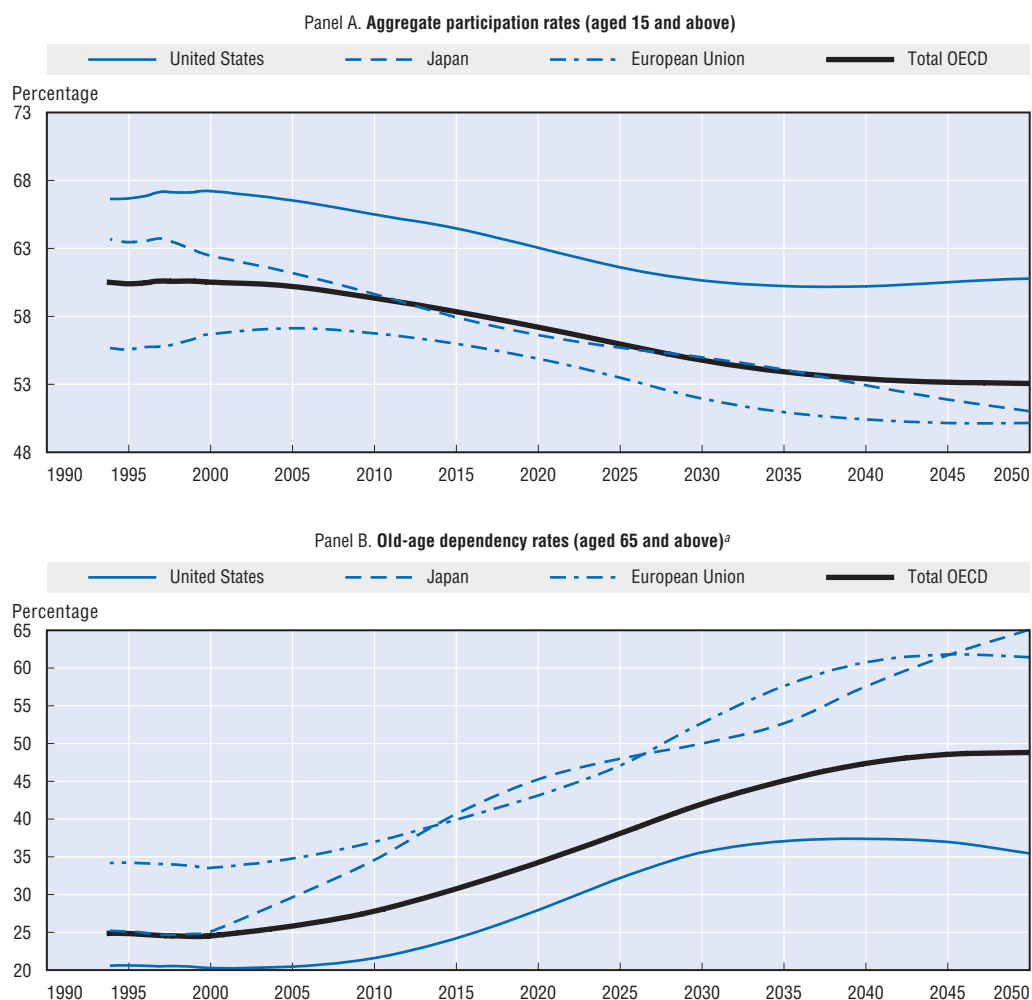 Panel A. Aggregate participation rates (aged 15 and above)
United States Japan European Union Total OECD
Percentage
73
68
63
58
53
48
1990 1995 2000 2005 2010 2015 2020 2025 2030 2035 2040 2045 2050
Panel B. Old-age dependency rates (aged 65 and above)a
United States Japan European Union Total OECD
Percentage
65
60
55
50
45
40
35
30
25
20
1990 1995 2000 2005 2010 2015 2020 2025 2030 2035 2040 2045 2050